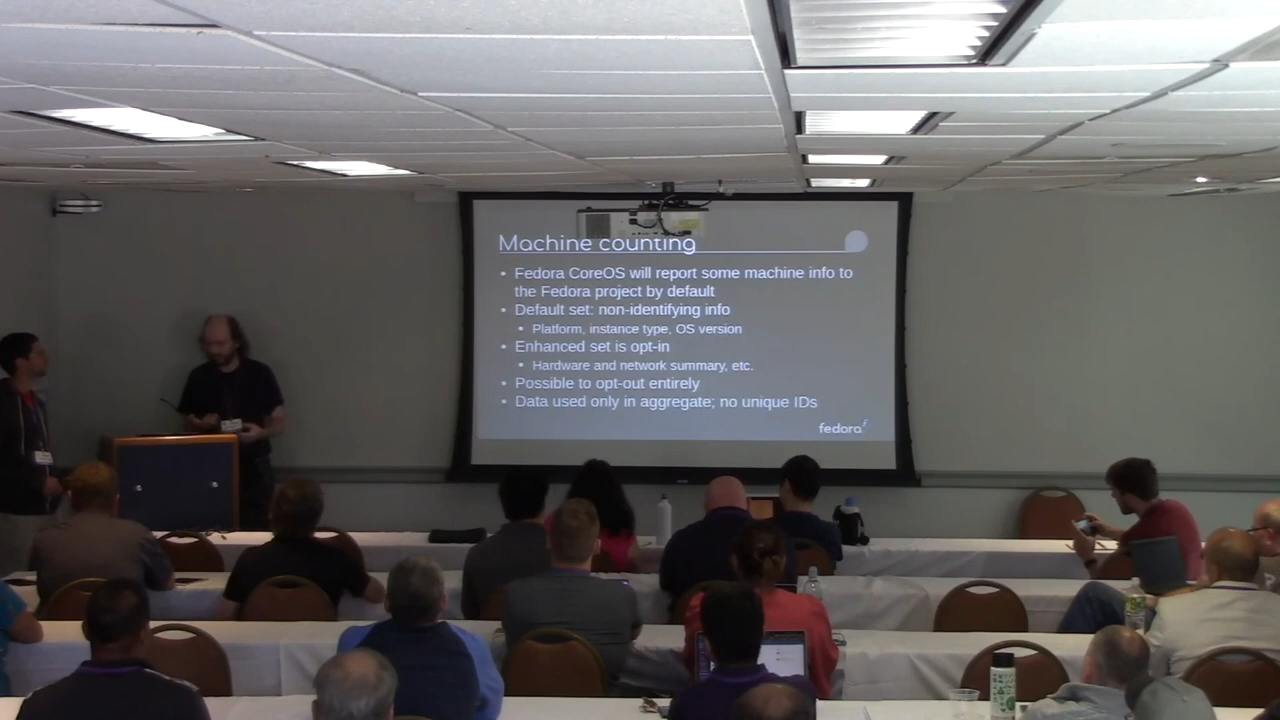 Machine counting
• Fedora CoreOS will report some machine info to
the Fedora project by default
• Default set: non-identifying info
• Platform, instance type, OS version
• Enhanced set is opt-in
• Hardware and network summary, etc.
• Possible to opt-out entirely
• Data used only in aggregate; no unique IDs
fedora